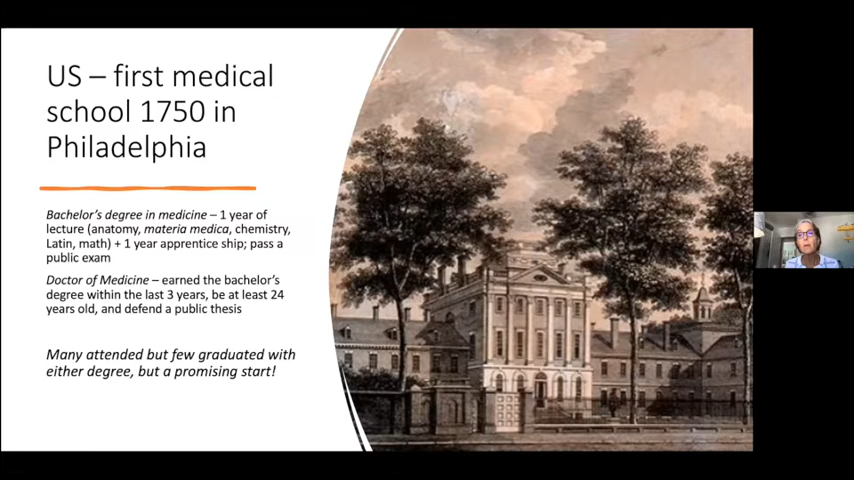 US – first medical
school 1750 in
Philadelphia
Bachelor's degree in medicine – 1 year of
lecture (anatomy, materia medica, chemistry,
Latin, math) + 1 year apprentice ship; pass a
public exam
Doctor of Medicine – earned the bachelor's
degree within the last 3 years, be at least 24
years old, and defend a public thesis
Many attended but few graduated with
either degree, but a promising start!